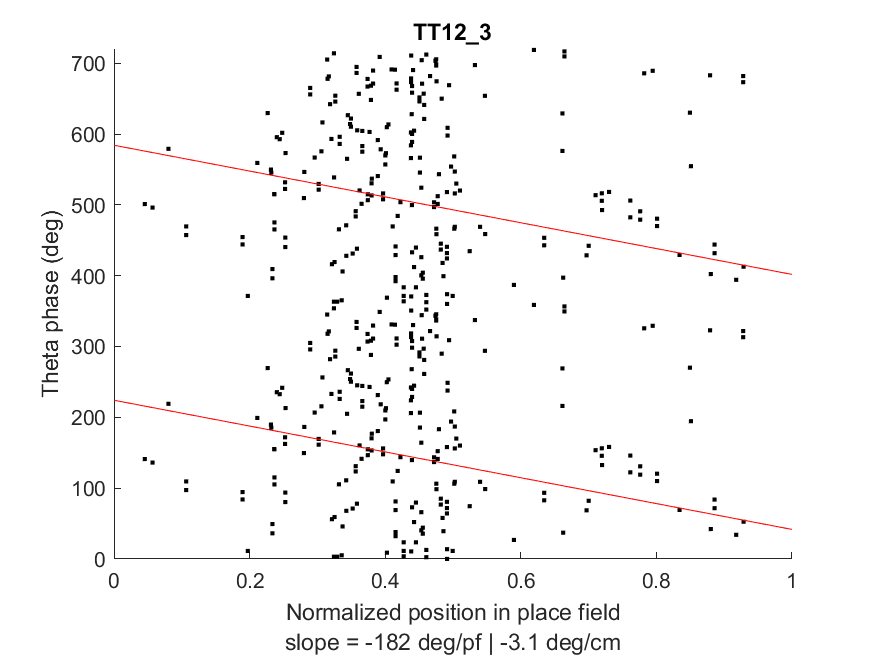 TT12_3
700
600
500
400
300
200
100
0
Theta phase (deg)
0 0.2 0.4 0.6 0.8 1
Normalized position in place field
slope = -182 deg/pf | -3.1 deg/cm